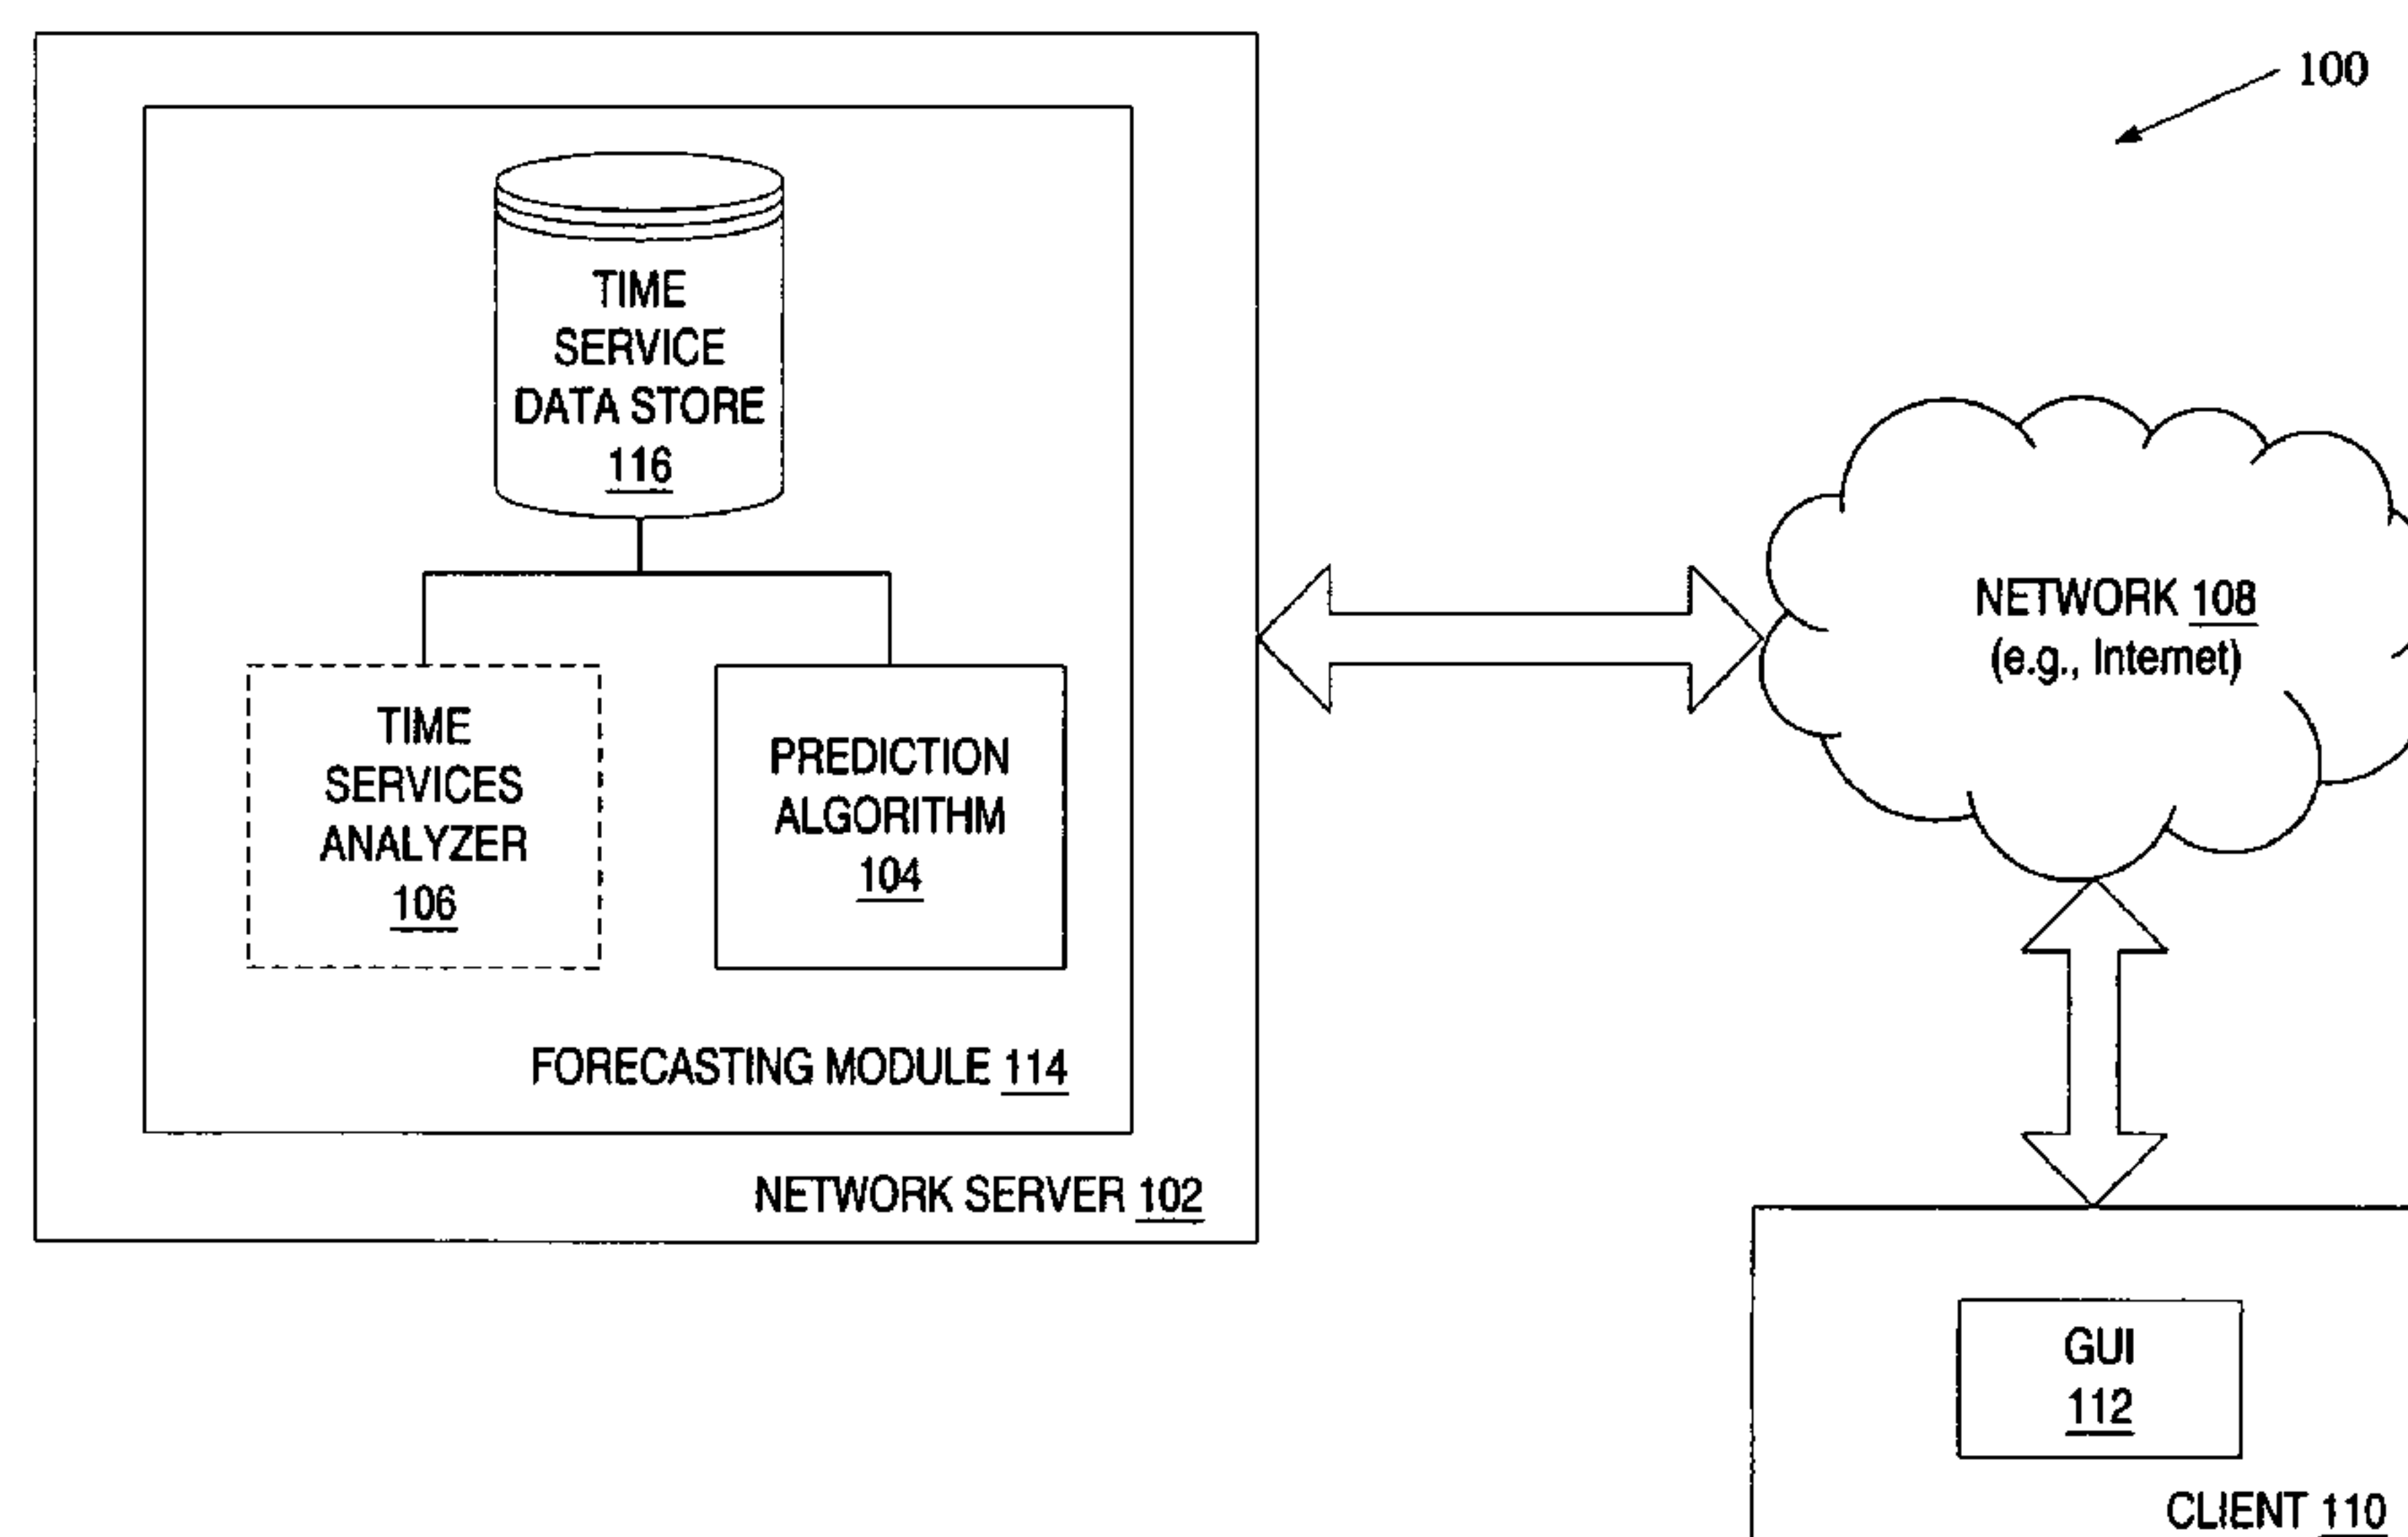 100
TIME
SERVICE
DATA STORE
116
NETWORK 108
(e.g., Internet)
TIME
SERVICES
ANALYZER
106
PREDICTION
ALGORITHM
104
FORECASTING MODULE 114
NETWORK SERVER 102
GUI
112
CLIENT 110